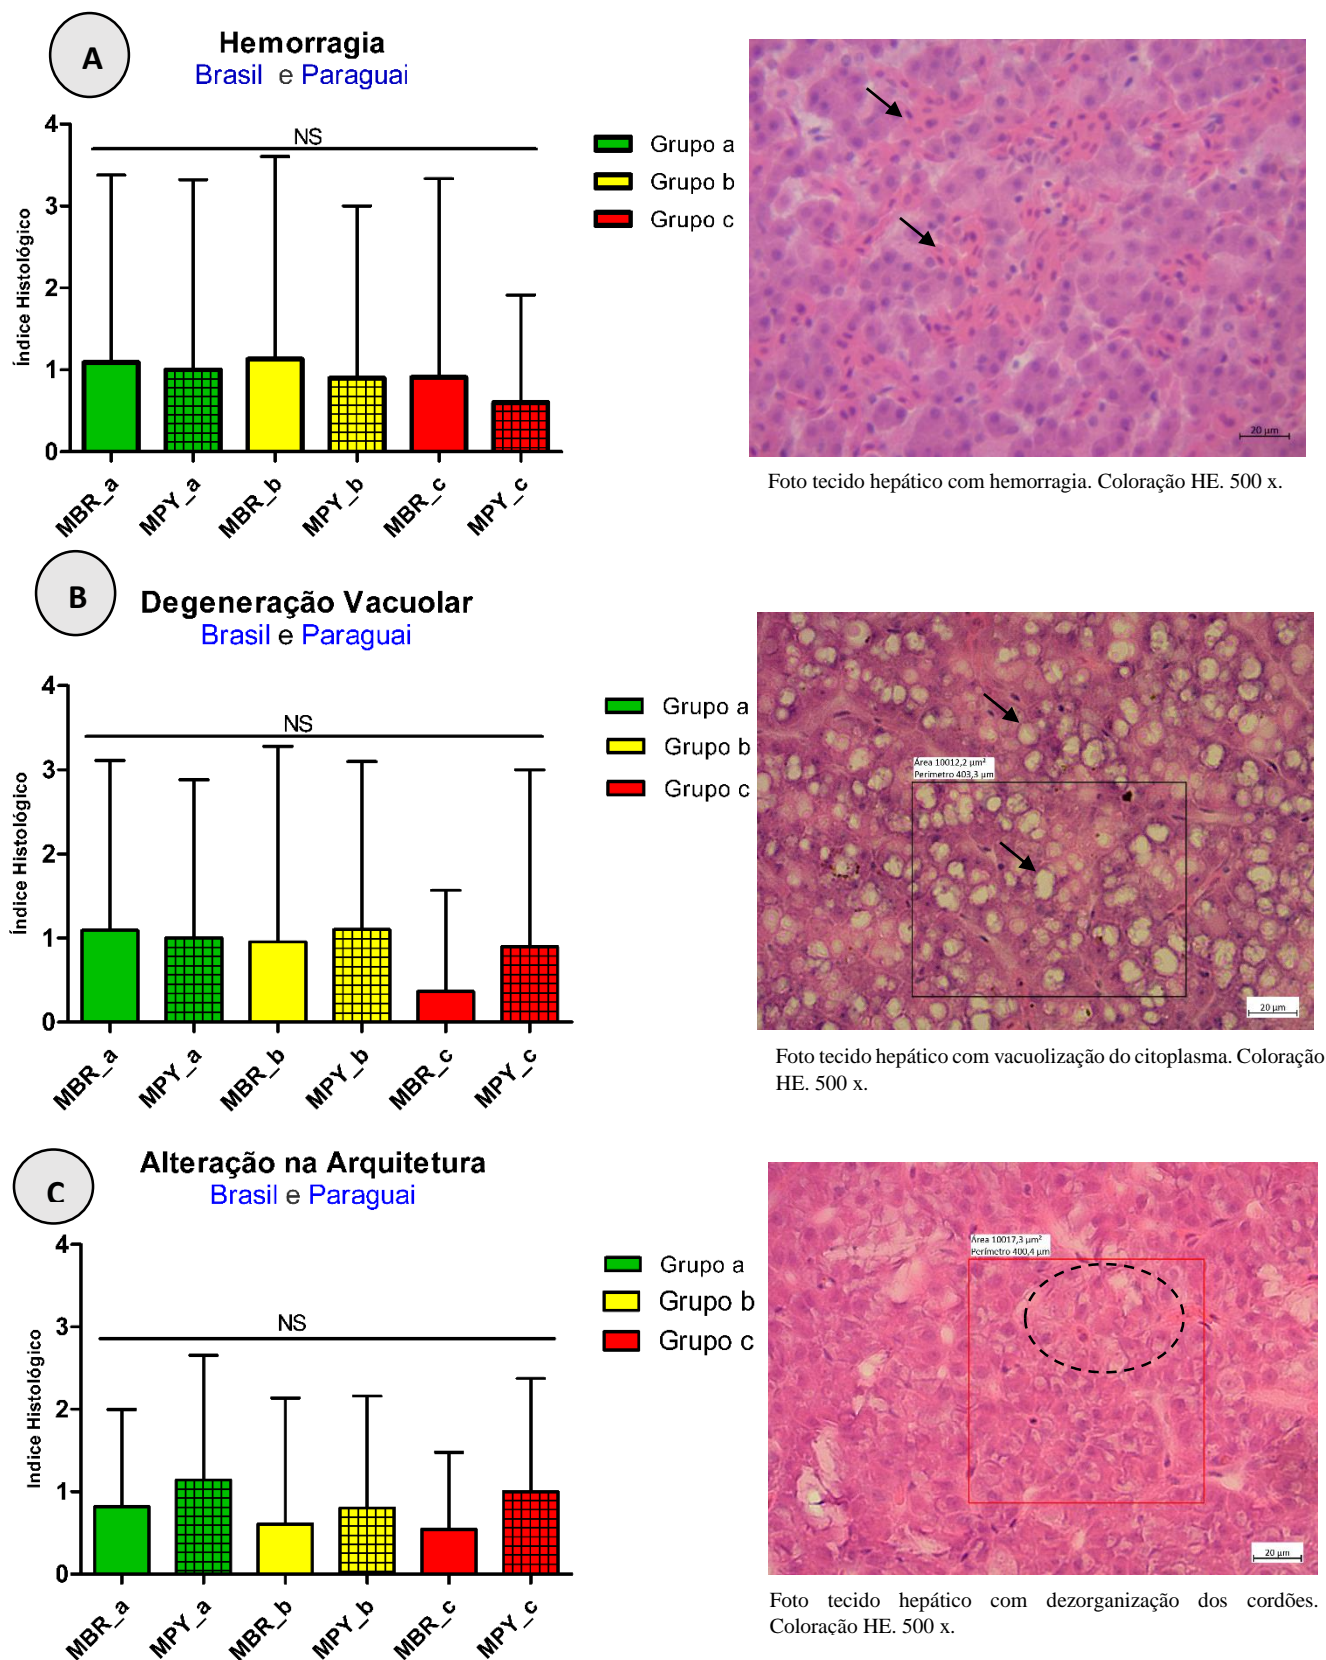 A
Hemorragia
Brasil e Paraguai
4
3
2
1
0
Índice Histológico
NS
MBR_a
MPY_a
MBR_b
MPY_b
MBR_c
MPY_c
Grupo a
Grupo b
Grupo c
20 µm
Foto tecido hepático com hemorragia. Coloração HE. 500 x.
B
Degeneração Vacuolar
Brasil e Paraguai
4
3
2
1
0
Índice Histológico
NS
MBR_a
MPY_a
MBR_b
MPY_b
MBR_c
MPY_c
Grupo a
Grupo b
Grupo c
Área 10012,2 µm²
Perímetro 403,3 µm
20 µm
Foto tecido hepático com vacuolização do citoplasma. Coloração
HE. 500 x.
C
Alteração na Arquitetura
Brasil e Paraguai
4
3
2
1
0
Indice Histológico
NS
MBR_a
MPY_a
MBR_b
MPY_b
MBR_c
MPY_c
Grupo a
Grupo b
Grupo c
Área 10017,3 µm²
Perímetro 400,4 µm
20 µm
Foto tecido hepático com dezorganização dos cordões.
Coloração HE. 500 x.